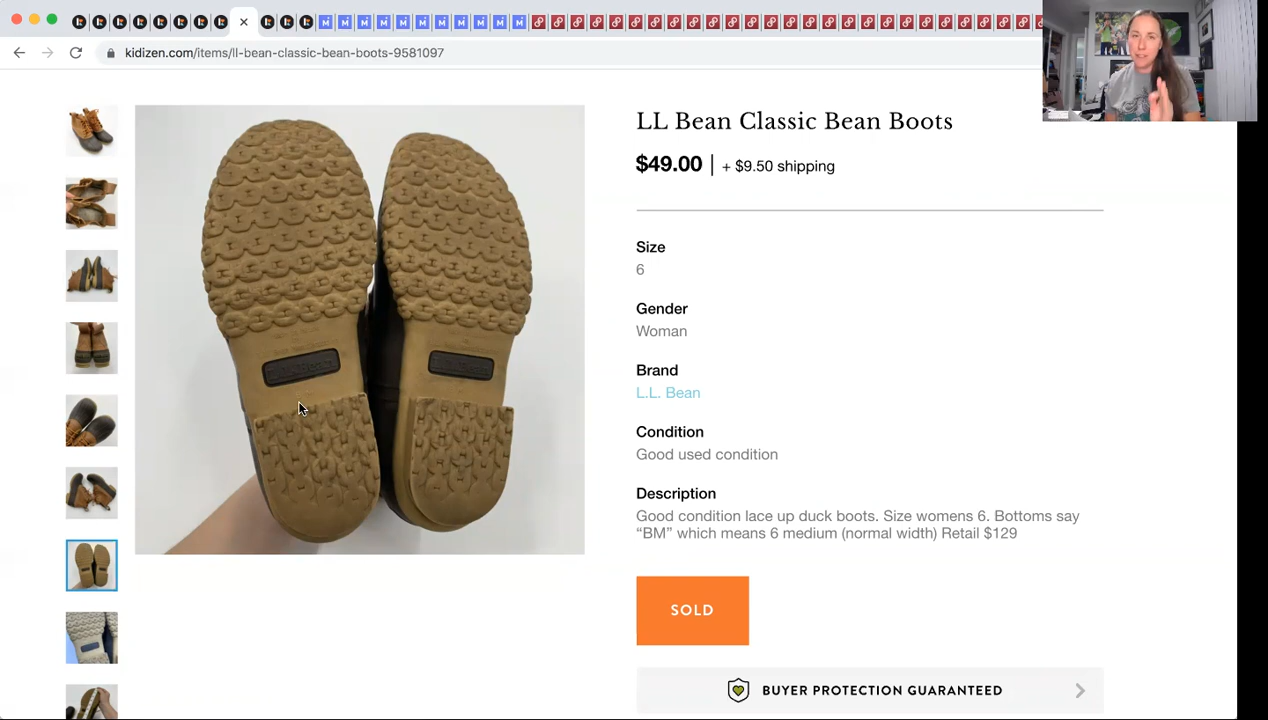 kidizen.com/items/ll-bean-classic-bean-boots-9581097
LL Bean Classic Bean Boots
$49.00 | + $9.50 shipping
Size
6
Gender
Woman
Brand
L.L. Bean
Condition
Good used condition
Description
Good condition lace up duck boots. Size womens 6. Bottoms say
“BM” which means 6 medium (normal width) Retail $129
SOLD
BUYER PROTECTION GUARANTEED